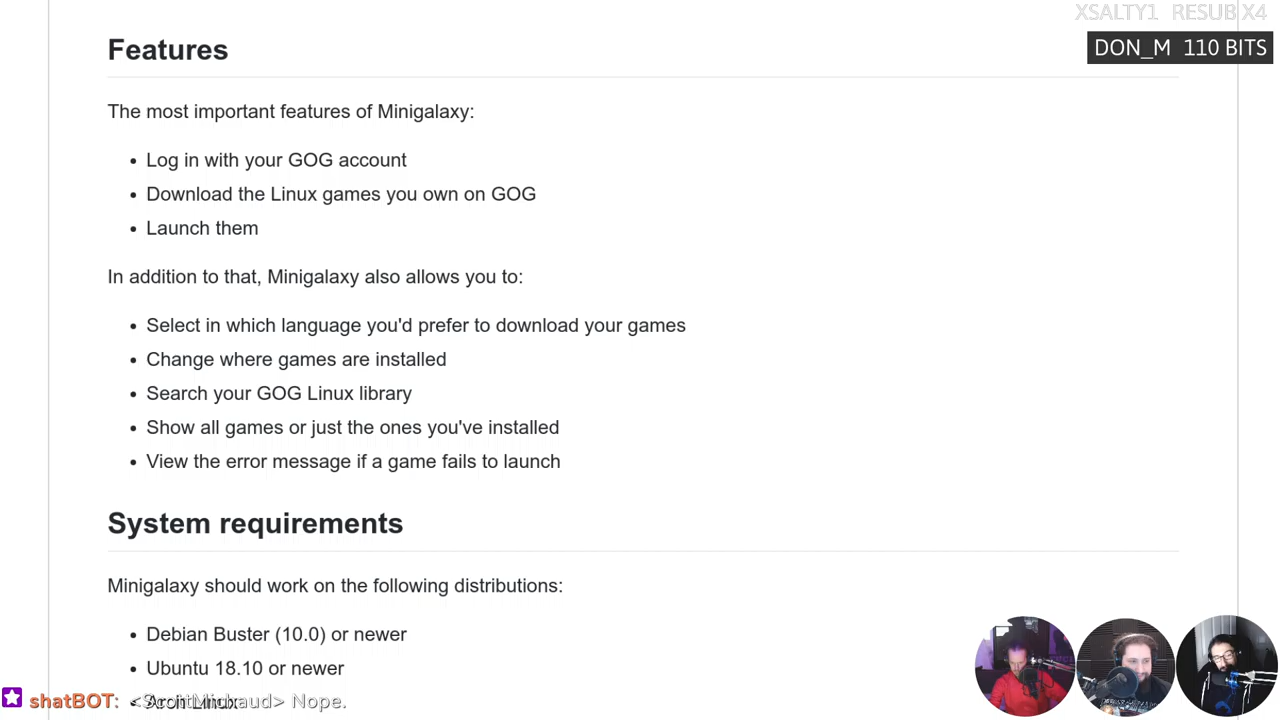 XSALTY1 RESUB X4
DON_M 110 BITS
Features
The most important features of Minigalaxy:
Log in with your GOG account
Download the Linux games you own on GOG
Launch them
In addition to that, Minigalaxy also allows you to:
Select in which language you'd prefer to download your games
Change where games are installed
Search your GOG Linux library
Show all games or just the ones you've installed
View the error message if a game fails to launch
System requirements
Minigalaxy should work on the following distributions:
Debian Buster (10.0) or newer
Ubuntu 18.10 or newer
Arch Linux
shatBOT: <ScottMichaud> Nope.